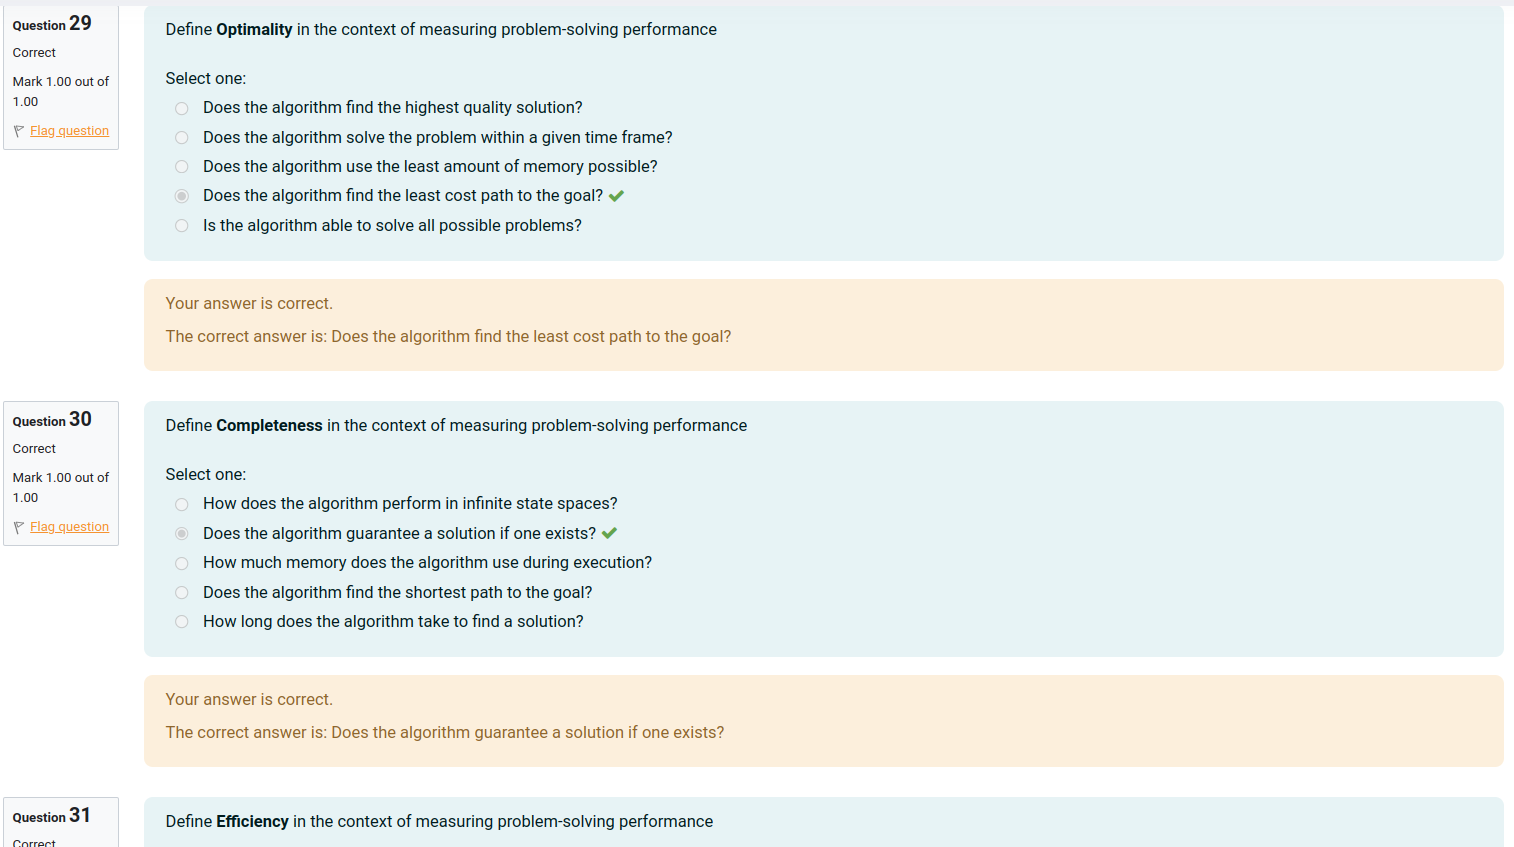 Question 29
Correct
Mark 1.00 out of
1.00
Flag question
Define Optimality in the context of measuring problem-solving performance
Select one:
Does the algorithm find the highest quality solution?
Does the algorithm solve the problem within a given time frame?
Does the algorithm use the least amount of memory possible?
Does the algorithm find the least cost path to the goal?
Is the algorithm able to solve all possible problems?
Your answer is correct.
The correct answer is: Does the algorithm find the least cost path to the goal?
Question 30
Correct
Mark 1.00 out of
1.00
Flag question
Define Completeness in the context of measuring problem-solving performance
Select one:
How does the algorithm perform in infinite state spaces?
Does the algorithm guarantee a solution if one exists?
How much memory does the algorithm use during execution?
Does the algorithm find the shortest path to the goal?
How long does the algorithm take to find a solution?
Your answer is correct.
The correct answer is: Does the algorithm guarantee a solution if one exists?
Question 31
Correct
Define Efficiency in the context of measuring problem-solving performance